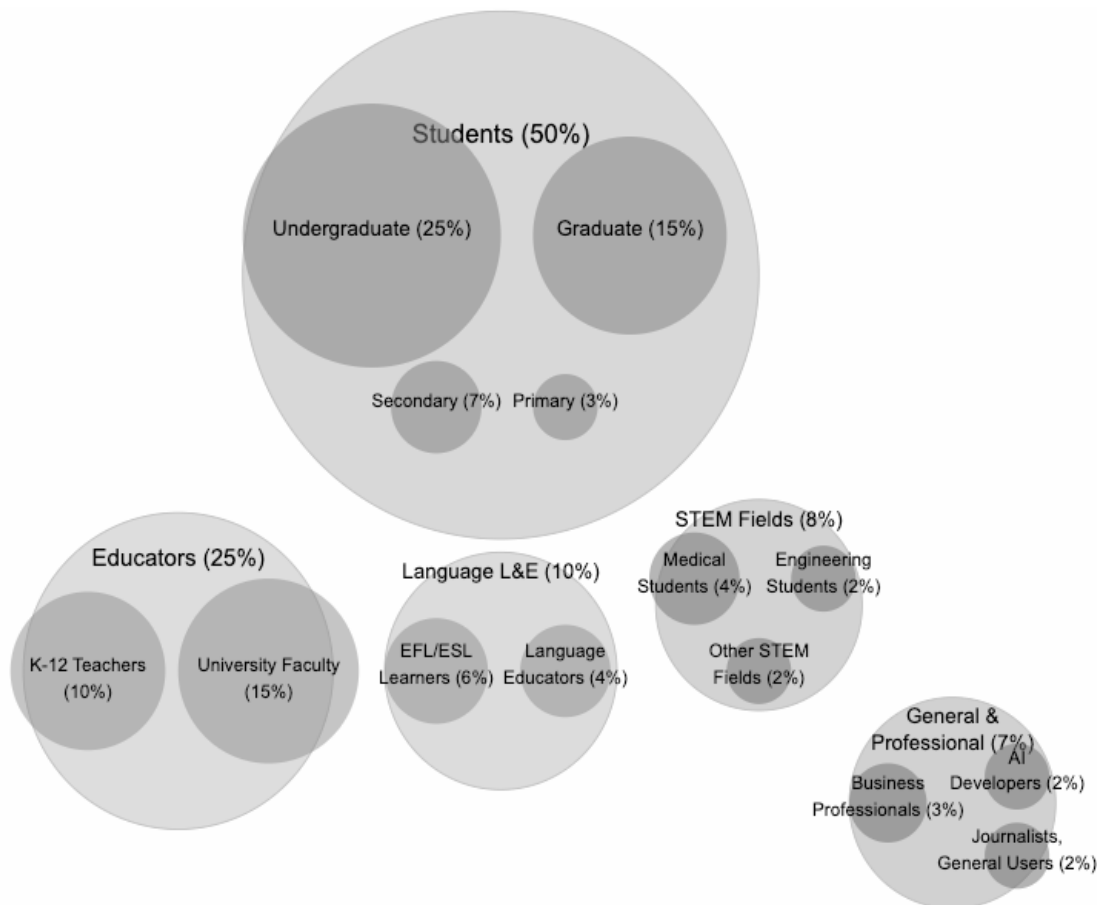 Students (50%)
Undergraduate (25%)
Graduate (15%)
Secondary (7%)
Primary (3%)
Educators (25%)
K-12 Teachers
(10%)
University Faculty
(15%)
Language L&E (10%)
EFL/ESL
Learners (6%)
Language
Educators (4%)
STEM Fields (8%)
Medical
Students (4%)
Engineering
Students (2%)
Other STEM
Fields (2%)
General &
Professional (7%)
Business
Professionals (3%)
AI
Developers (2%)
Journalists,
General Users (2%)